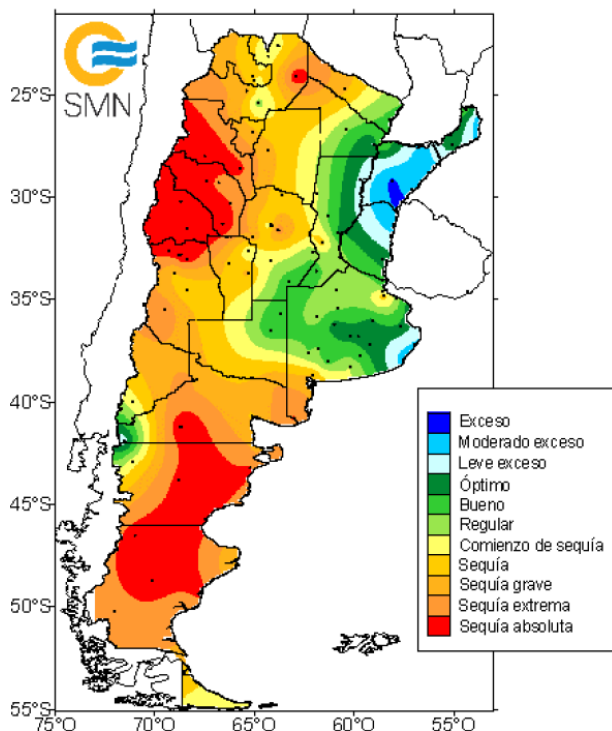 SMN
25°S
30°S
35°S
40°S
45°S
50°S
55°S
75°O 70°O 65°O 60°O 55°O
Exceso
Moderado exceso
Leve exceso
Óptimo
Bueno
Regular
Comienzo de sequía
Sequía
Sequía grave
Sequía extrema
Sequía absoluta